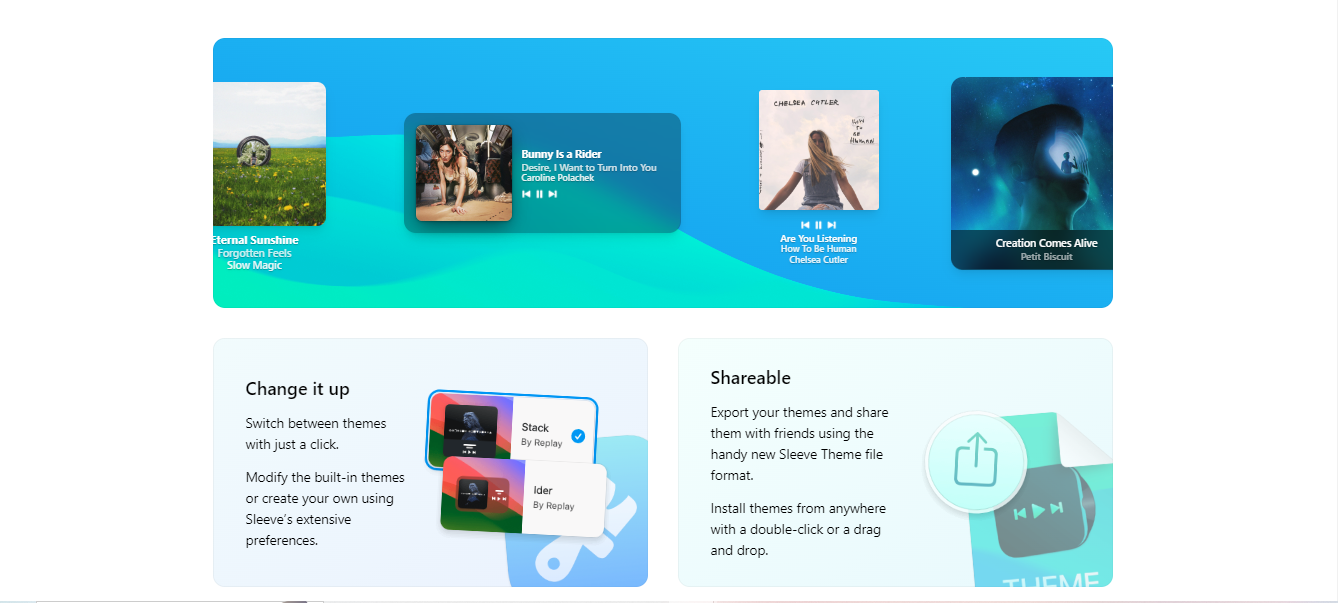 Eternal Sunshine
Forgotten Feels
Slow Magic
Bunny Is a Rider
Desire, I Want to Turn Into You
Caroline Polachek
CHELSEA CUTLER
HOW
TO
BE
HUMAN
Are You Listening
How To Be Human
Chelsea Cutler
Creation Comes Alive
Petit Biscuit
Change it up
Switch between themes
with just a click.
Modify the built-in themes
or create your own using
Sleeve’s extensive
preferences.
Stack
By Replay
Ider
By Replay
Shareable
Export your themes and share
them with friends using the
handy new Sleeve Theme file
format.
Install themes from anywhere
with a double-click or a drag
and drop.
THEME